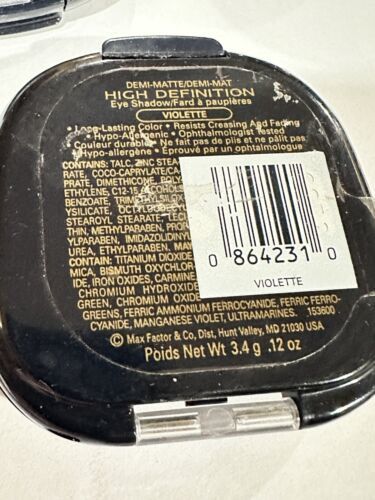 DEMI-MATTE/DEMI-MAT
HIGH DEFINITION
Eye Shadow/Fard à paupières
VIOLETTE
• Long-Lasting Color • Resists Creasing And Fading
• Hypo-Allergenic • Ophthalmologist Tested
Couleur durable • Ne fait pas de plis et ne pâlit pas
• Hypo-allergène • Éprouvé par un ophtalmologue
CONTAINS: TALC, ZINC STEA
RATE, COCO-CAPRYLATE/CA
PRATE, DIMETHICONE, POLY
ETHYLENE, C12-15 ALCOHOLS
BENZOATE, TRIMETHYLSILOX
YSILICATE, OCTYLDODECYL
STEAROYL STEARATE, LECI
THIN, METHYLPARABEN, PROP
YLPARABEN, IMIDAZOLIDINYL
UREA, ETHYLPARABEN. MAY
CONTAIN: TITANIUM DIOXIDE
MICA, BISMUTH OXYCHLOR
IDE, IRON OXIDES, CARMINE
CHROMIUM HYDROXIDE
GREEN, CHROMIUM OXIDE
GREENS, FERRIC AMMONIUM FERROCYANIDE, FERRIC FERRO-
CYANIDE, MANGANESE VIOLET, ULTRAMARINES. 153600
© Max Factor & Co, Dist, Hunt Valley, MD 21030 USA
Poids Net Wt 3.4 g .12 oz
0 864231 0
VIOLETTE